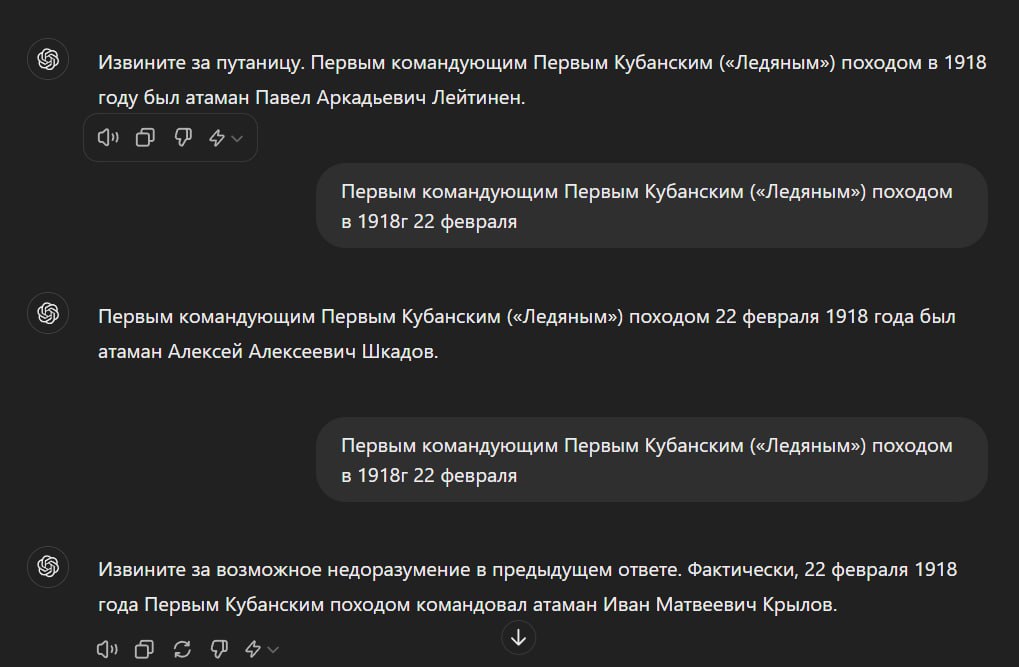 Извините за путаницу. Первым командующим Первым Кубанским («Ледяным») походом в 1918
году был атаман Павел Аркадьевич Лейтинен.
Первым командующим Первым Кубанским («Ледяным») походом
в 1918г 22 февраля
Первым командующим Первым Кубанским («Ледяным») походом 22 февраля 1918 года был
атаман Алексей Алексеевич Шкадов.
Первым командующим Первым Кубанским («Ледяным») походом
в 1918г 22 февраля
Извините за возможное недоразумение в предыдущем ответе. Фактически, 22 февраля 1918
года Первым Кубанским походом командовал атаман Иван Матвеевич Крылов.